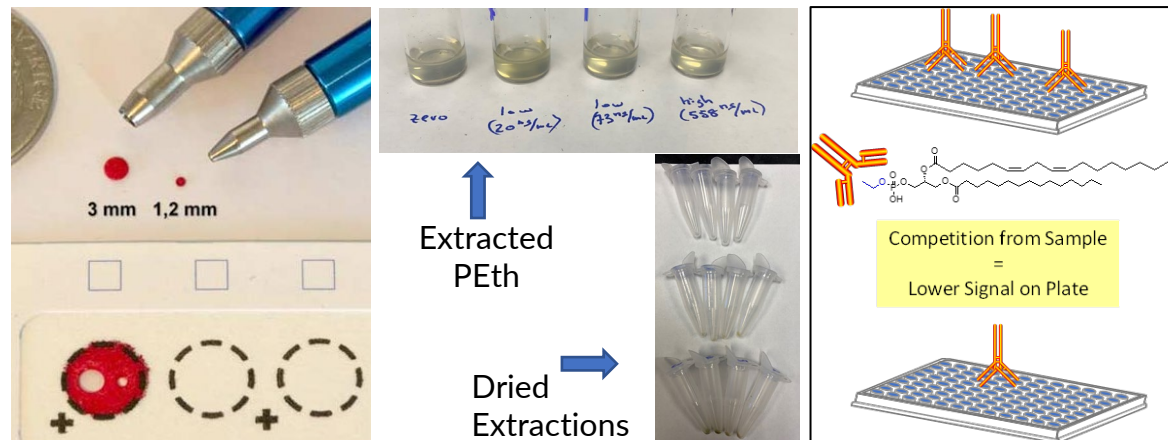 3 mm 1,2 mm
zero
low
(20 ng/mL)
low
(73 ng/mL)
high
(558 ng/mL)
Extracted
PEth
Dried
Extractions
O
O
P
O
O
OH
O
O
Competition from Sample
=
Lower Signal on Plate